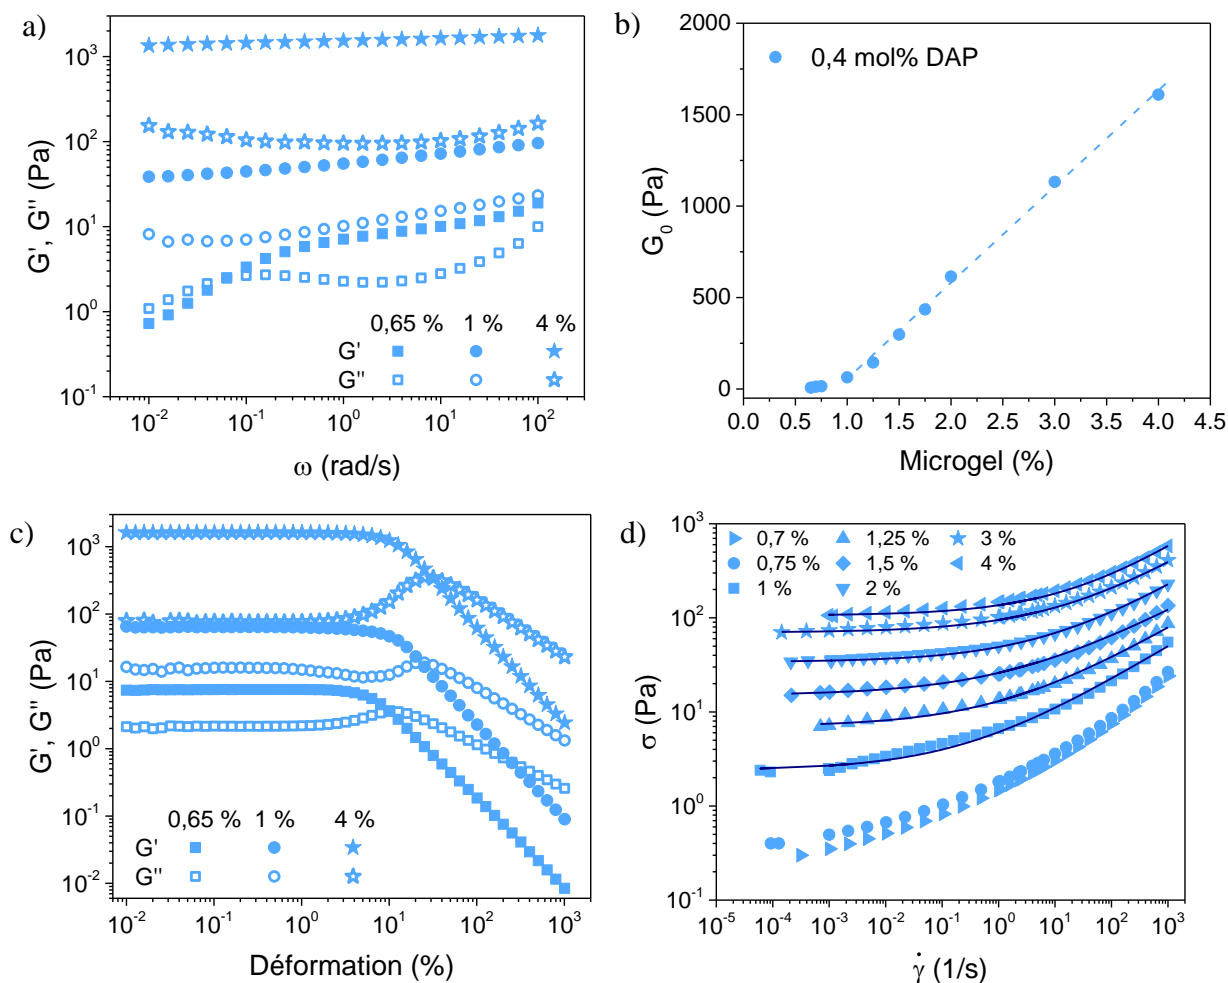 a)
10³
10²
10¹
10⁰
10⁻¹
G', G'' (Pa)
0,65 % 1 % 4 %
G'
G''
10⁻² 10⁻¹ 10⁰ 10¹ 10²
ω (rad/s)
b)
2000
1500
1000
500
0
G₀ (Pa)
0,4 mol% DAP
0.0 0.5 1.0 1.5 2.0 2.5 3.0 3.5 4.0 4.5
Microgel (%)
c)
10³
10²
10¹
10⁰
10⁻¹
10⁻²
G', G'' (Pa)
0,65 % 1 % 4 %
G'
G''
10⁻² 10⁻¹ 10⁰ 10¹ 10² 10³
Déformation (%)
d)
10³
10²
10¹
10⁰
10⁻¹
σ (Pa)
0,7 % 1,25 % 3 %
0,75 % 1,5 % 4 %
1 % 2 %
10⁻⁵ 10⁻⁴ 10⁻³ 10⁻² 10⁻¹ 10⁰ 10¹ 10² 10³
γ̇ (1/s)